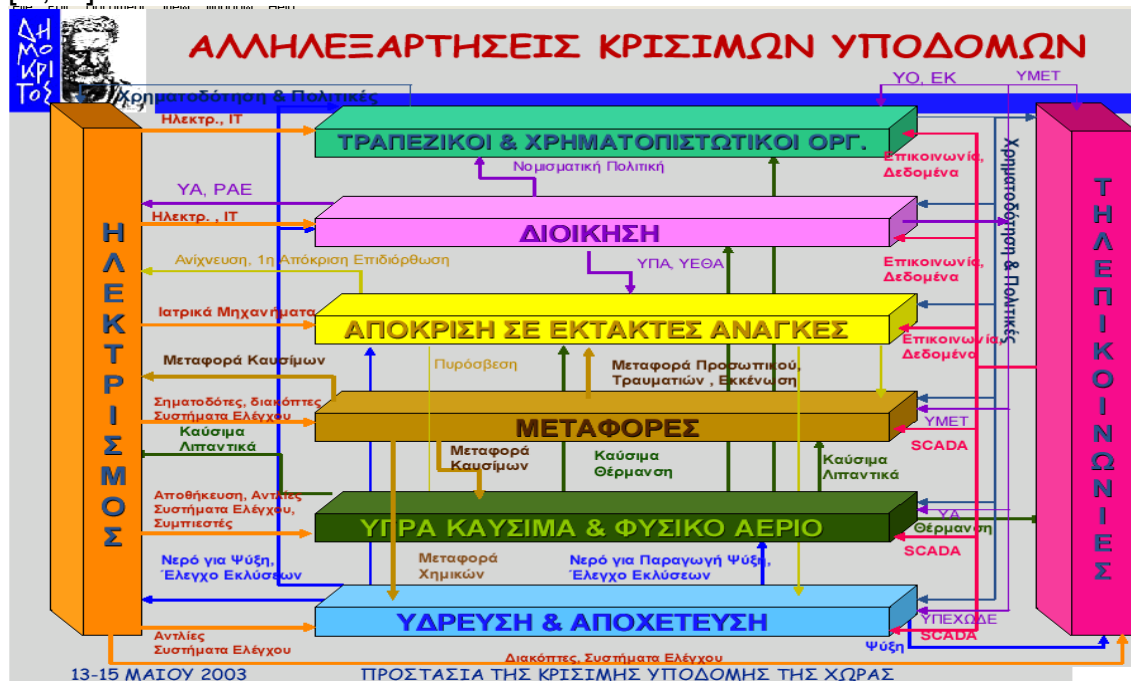 ΔΗ
ΜΟ
ΚΡΙ
ΤΟΣ
ΑΛΛΗΛΕΞΑΡΤΗΣΕΙΣ ΚΡΙΣΙΜΩΝ ΥΠΟΔΟΜΩΝ
ΥΟ, ΕΚ
ΥΜΕΤ
Χρηματοδότηση & Πολιτικές
Ηλεκτρ., IT
ΤΡΑΠΕΖΙΚΟΙ & ΧΡΗΜΑΤΟΠΙΣΤΩΤΙΚΟΙ ΟΡΓ.
Επικοινωνία,
Δεδομένα
Νομισματική Πολιτική
Χρηματοδότηση & Πολιτικές
ΥΑ, ΡΑΕ
Ηλεκτρ. , IT
ΔΙΟΙΚΗΣΗ
ΗΛΕΚΤΡΙΣΜΟΣ
ΤΗΛΕΠΙΚΟΙΝΩΝΙΕΣ
Ανίχνευση, 1η Απόκριση Επιδιόρθωση
ΥΠΑ, ΥΕΘΑ
Επικοινωνία,
Δεδομένα
Ιατρικά Μηχανήματα
ΑΠΟΚΡΙΣΗ ΣΕ ΕΚΤΑΚΤΕΣ ΑΝΑΓΚΕΣ
Επικοινωνία,
Δεδομένα
Μεταφορά Καυσίμων
Πυρόσβεση
Μεταφορά Προσωπικού,
Τραυματιών , Εκκένωση
Σηματοδότες, διακόπτες
Συστήματα Ελέγχου
ΜΕΤΑΦΟΡΕΣ
ΥΜΕΤ
SCADA
Καύσιμα
Λιπαντικά
Μεταφορά
Καυσίμων
Καύσιμα
Θέρμανση
Καύσιμα
Λιπαντικά
Αποθήκευση, Αντλίες
Συστήματα Ελέγχου,
Συμπιεστές
ΥΓΡΑ ΚΑΥΣΙΜΑ & ΦΥΣΙΚΟ ΑΕΡΙΟ
ΥΑ
Θέρμανση
SCADA
Νερό για Ψύξη,
Έλεγχο Εκλύσεων
Μεταφορά
Χημικών
Νερό για Παραγωγή Ψύξη,
Έλεγχο Εκλύσεων
ΥΔΡΕΥΣΗ & ΑΠΟΧΕΤΕΥΣΗ
ΥΠΕΧΩΔΕ
SCADA
Αντλίες
Συστήματα Ελέγχου
Ψύξη
Διακόπτες, Συστήματα Ελέγχου
13-15 ΜΑΙΟΥ 2003
ΠΡΟΣΤΑΣΙΑ ΤΗΣ ΚΡΙΣΙΜΗΣ ΥΠΟΔΟΜΗΣ ΤΗΣ ΧΩΡΑΣ